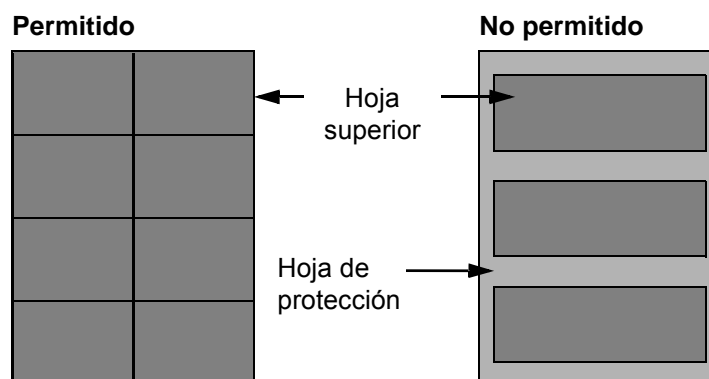 Permitido
No permitido
Hoja
superior
Hoja de
protección